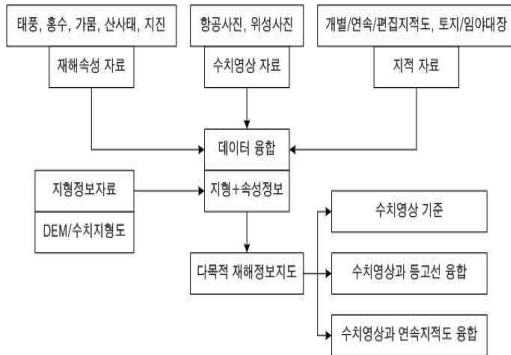 태풍, 홍수, 가뭄, 산사태, 지진
재해속성 자료
항공사진, 위성사진
수치영상 자료
개별/연속/편집지적도, 토지/임야대장
지적 자료
데이터 융합
지형+속성정보
지형정보자료
DEM/수치지형도
다목적 재해정보지도
수치영상 기준
수치영상과 등고선 융합
수치영상과 연속지적도 융합